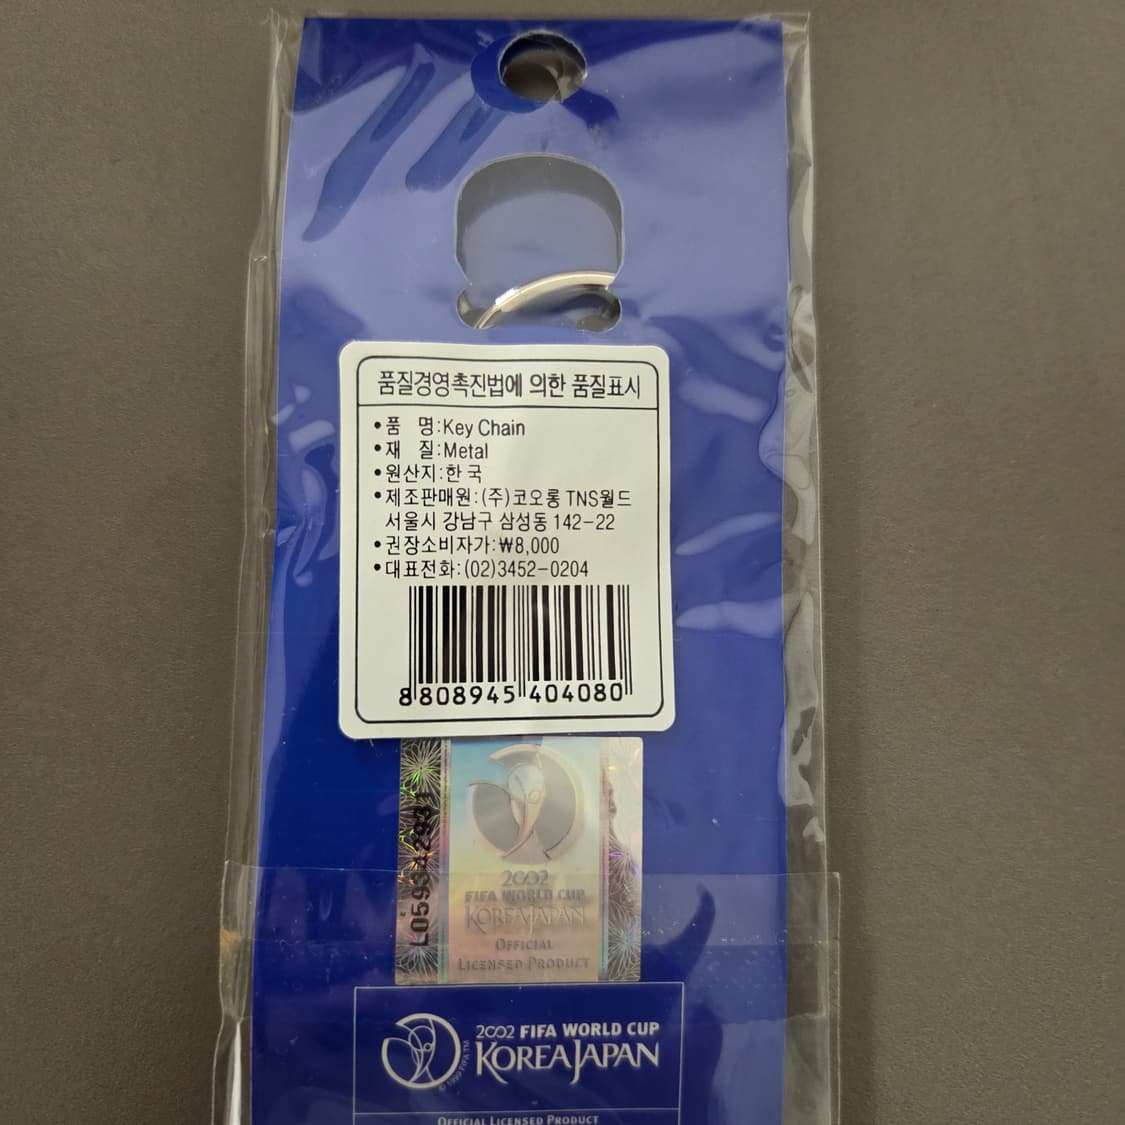 품질경영촉진법에 의한 품질표시
•품 명:Key Chain
•재 질:Metal
•원산지:한국
•제조판매원:(주)코오롱 TNS월드
서울시 강남구 삼성동 142-22
•권장소비자가:₩8,000
•대표전화:(02)3452-0204
8 808945 404080
2002
FIFA WORLD CUP
KOREA JAPAN
OFFICIAL
LICENSED PRODUCT
2002 FIFA WORLD CUP
KOREA JAPAN
© 1999 FIFA TM
OFFICIAL LICENSED PRODUCT